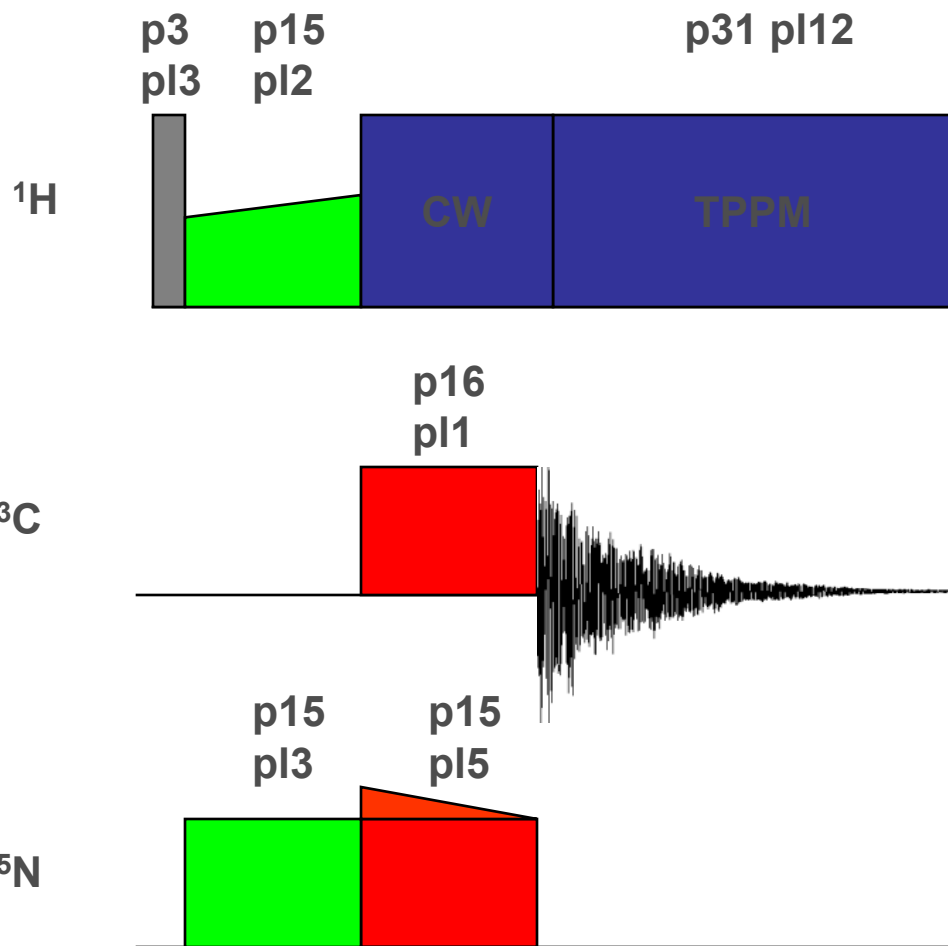 p3 p15 p31 pl12
pl3 pl2
¹H
CW TPPM
p16
pl1
³C
p15 p15
pl3 pl5
⁵N